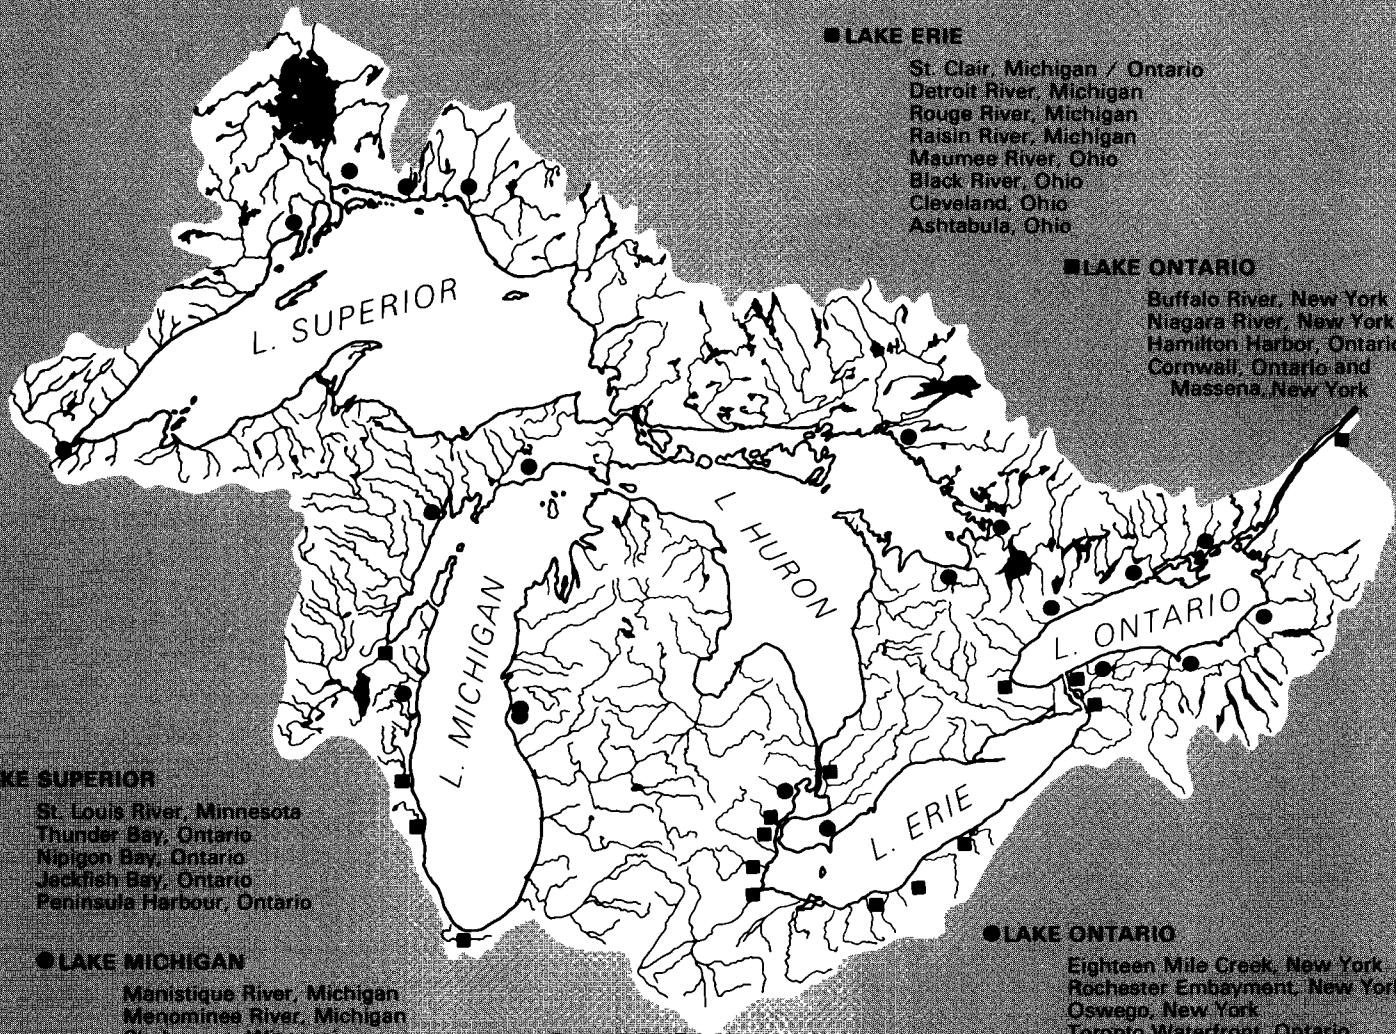 LAKE ERIE
St. Clair, Michigan / Ontario
Detroit River, Michigan
Rouge River, Michigan
Raisin River, Michigan
Maumee River, Ohio
Black River, Ohio
Cleveland, Ohio
Ashtabula, Ohio
LAKE ONTARIO
Buffalo River, New York
Niagara River, New York
Hamilton Harbor, Ontario
Cornwall, Ontario and
Massena, New York
L. SUPERIOR
L. HURON
L. MICHIGAN
L. ONTARIO
L. ERIE
KE SUPERIOR
St. Louis River, Minnesota
Thunder Bay, Ontario
Nipigon Bay, Ontario
Jackfish Bay, Ontario
Peninsula Harbour, Ontario
LAKE MICHIGAN
Manistique River, Michigan
Menominee River, Michigan
LAKE ONTARIO
Eighteen Mile Creek, New York
Rochester Embayment, New York
Oswego, New York